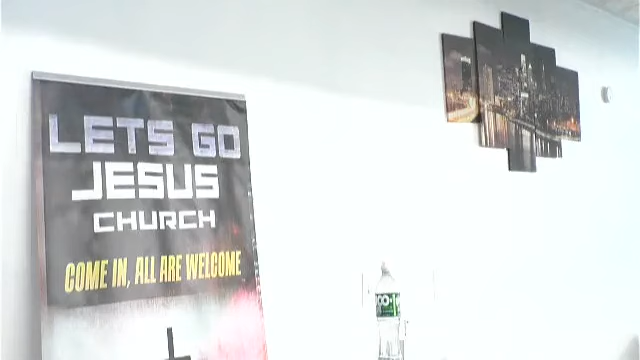 LETS GO
JESUS
CHURCH
COME IN, ALL ARE WELCOME